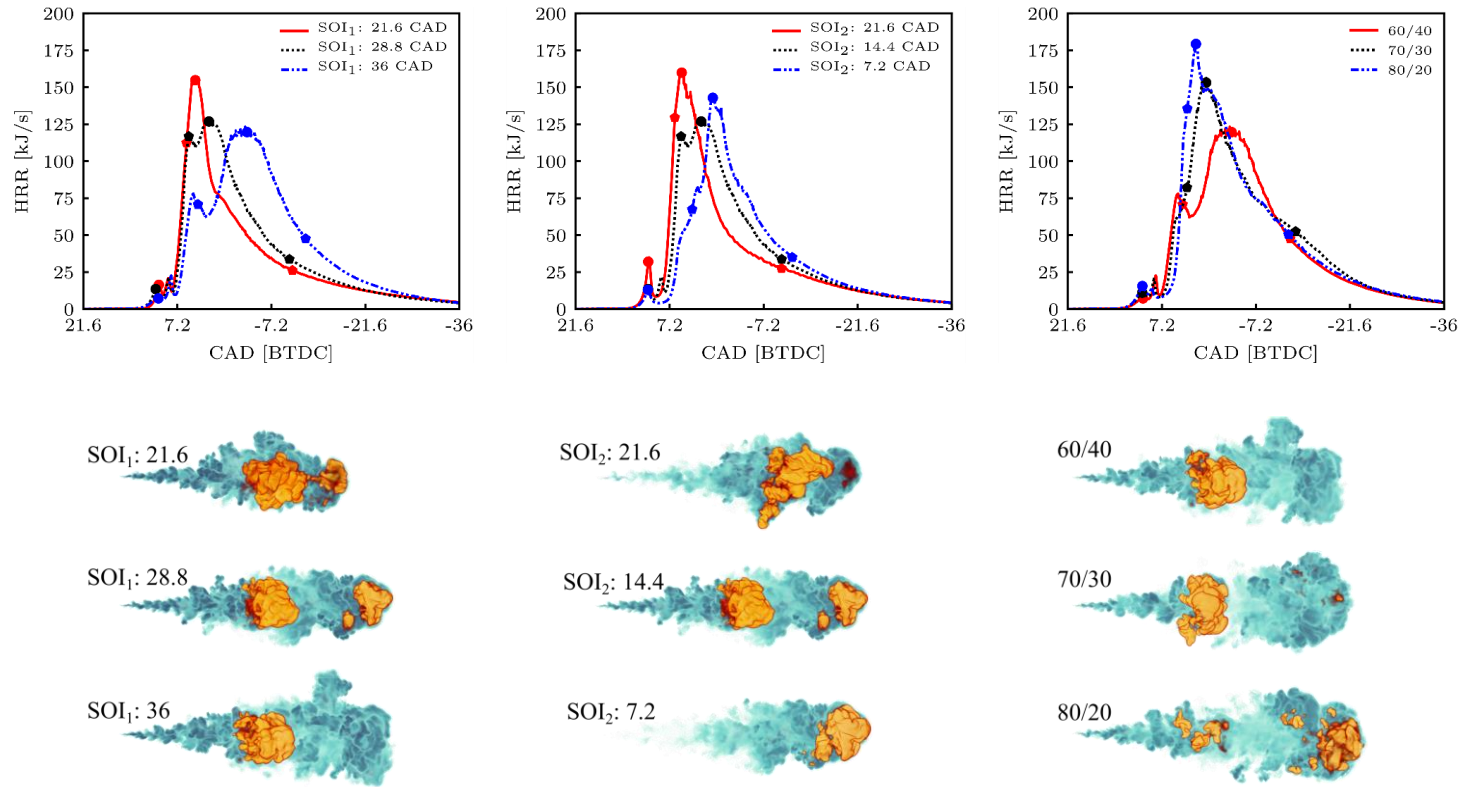 200
175
150
125
100
75
50
25
0
HRR [kJ/s]
SOI₁: 21.6 CAD
SOI₁: 28.8 CAD
SOI₁: 36 CAD
21.6 7.2 -7.2 -21.6 -36
CAD [BTDC]
200
175
150
125
100
75
50
25
0
HRR [kJ/s]
SOI₂: 21.6 CAD
SOI₂: 14.4 CAD
SOI₂: 7.2 CAD
21.6 7.2 -7.2 -21.6 -36
CAD [BTDC]
200
175
150
125
100
75
50
25
0
HRR [kJ/s]
60/40
70/30
80/20
21.6 7.2 -7.2 -21.6 -36
CAD [BTDC]
SOI₁: 21.6
SOI₂: 21.6
60/40
SOI₁: 28.8
SOI₂: 14.4
70/30
SOI₁: 36
SOI₂: 7.2
80/20